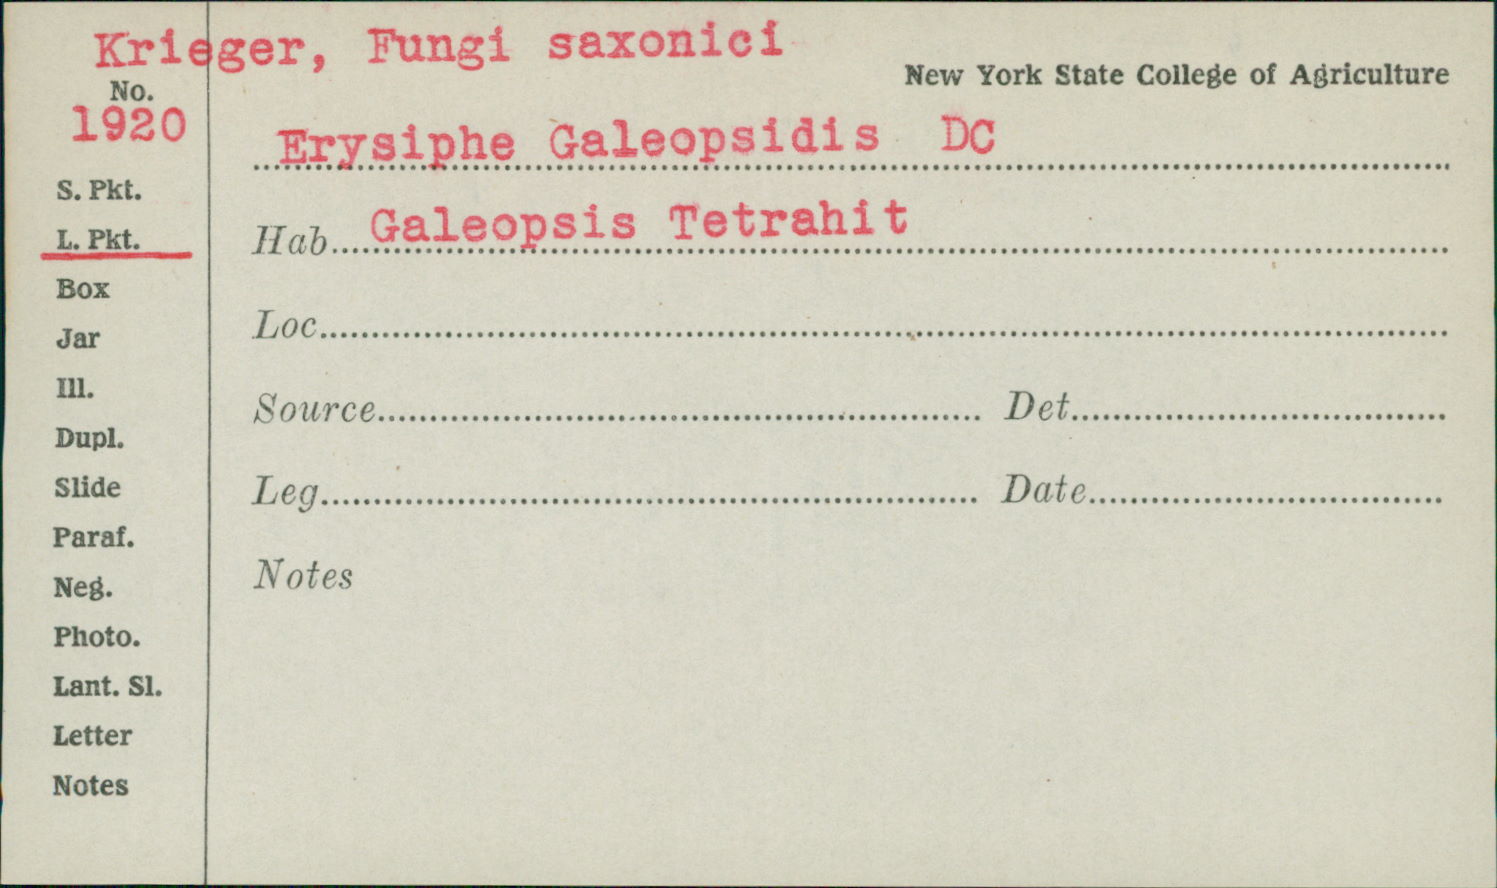 Krieger, Fungi saxonici
No.
1920
New York State College of Agriculture
Erysiphe Galeopsidis DC
S. Pkt.
L. Pkt.
Hab. Galeopsis Tetrahit
Box
Jar
Loc.
Ill.
Source Det.
Dupl.
Slide
Leg. Date
Paraf.
Neg.
Notes
Photo.
Lant. Sl.
Letter
Notes